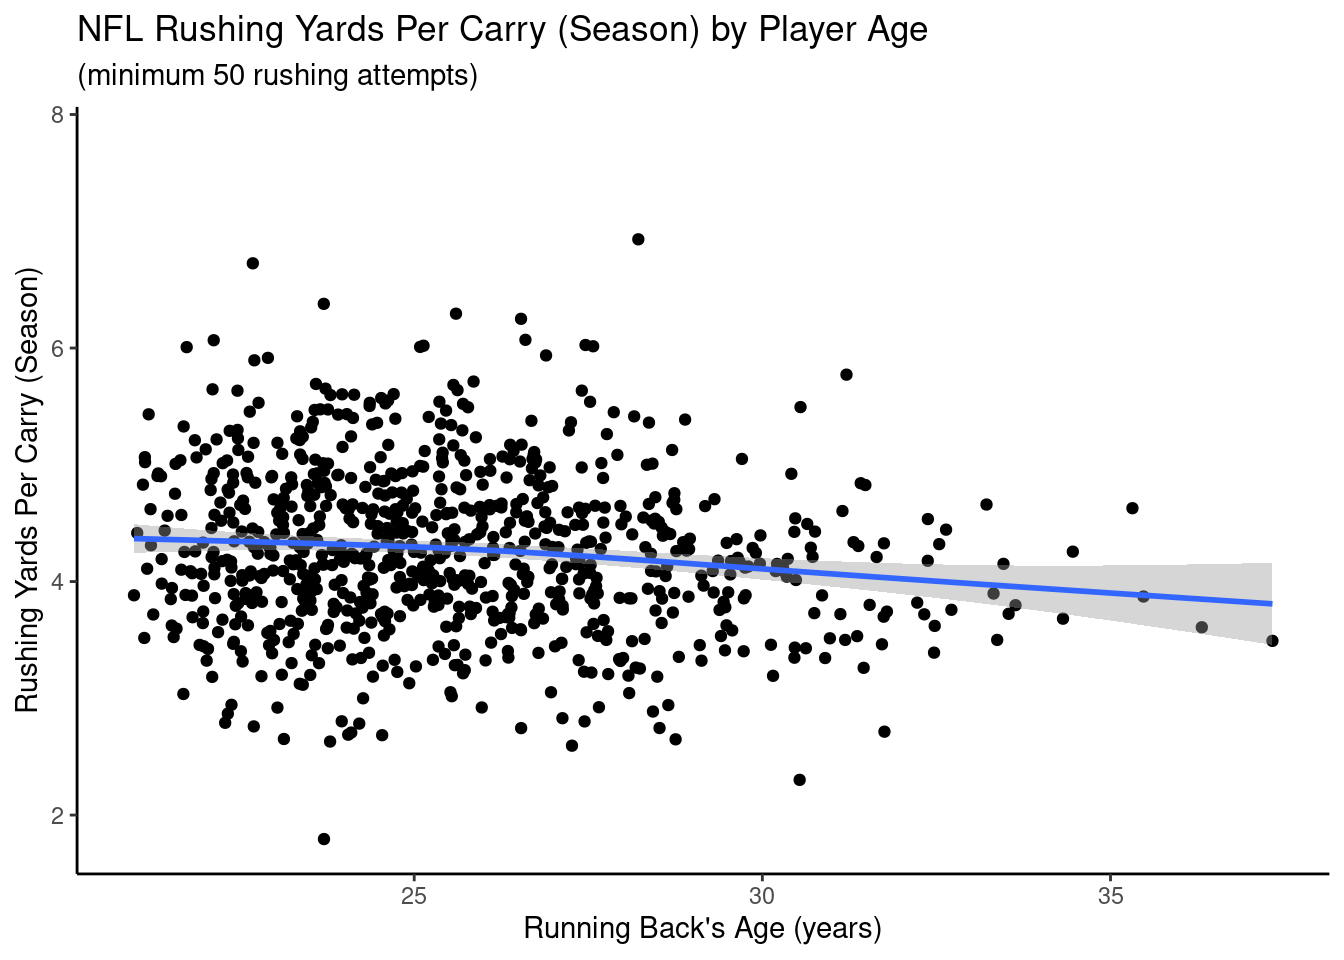 NFL Rushing Yards Per Carry (Season) by Player Age
(minimum 50 rushing attempts)
8
6
4
2
Rushing Yards Per Carry (Season)
25
30
35
Running Back's Age (years)